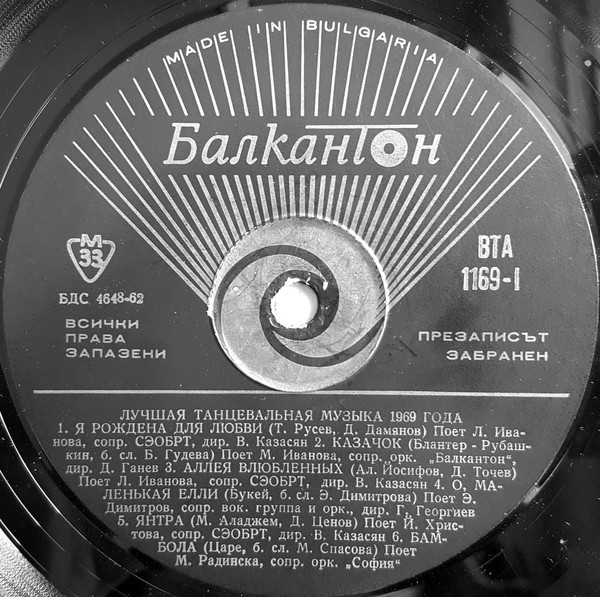 MADE IN BULGARIA
Балкантон
М
33
БДС 4648-62
ВСИЧКИ
ПРАВА
ЗАПАЗЕНИ
ВТА
1169-I
ПРЕЗАПИСЪТ
ЗАБРАНЕН
ЛУЧШАЯ ТАНЦЕВАЛЬНАЯ МУЗЫКА 1969 ГОДА
1. Я РОЖДЕНА ДЛЯ ЛЮБВИ (Т. Русев, Д. Дамянов) Поет Л. Ива-
нова, сопр. СЭОБРТ, дир. В. Казасян 2. КАЗАЧОК (Блантер - Рубаш-
кин, б. сл. Б. Гудева) Поет М. Иванова, сопр. орк. „Балкантон“,
дир. Д. Ганев 3. АЛЛЕЯ ВЛЮБЛЕННЫХ (Ал. Йосифов, Д. Точев)
Поет Л. Иванова, сопр. СЭОБРТ, дир. В. Казасян 4. О, МА-
ЛЕНЬКАЯ ЕЛЛИ (Букей, б. сл. Э. Димитрова) Поет Э.
Димитров, сопр. вок. группа и орк., дир. Г. Георгиев
5. ЯНТРА (М. Аладжем, Д. Ценов) Поет Й. Хрис-
това, сопр. СЭОБРТ, дир. В. Казасян 6. БАМ-
БОЛА (Царе, б. сл. М. Спасова) Поет
М. Радинска, сопр. орк. „София“